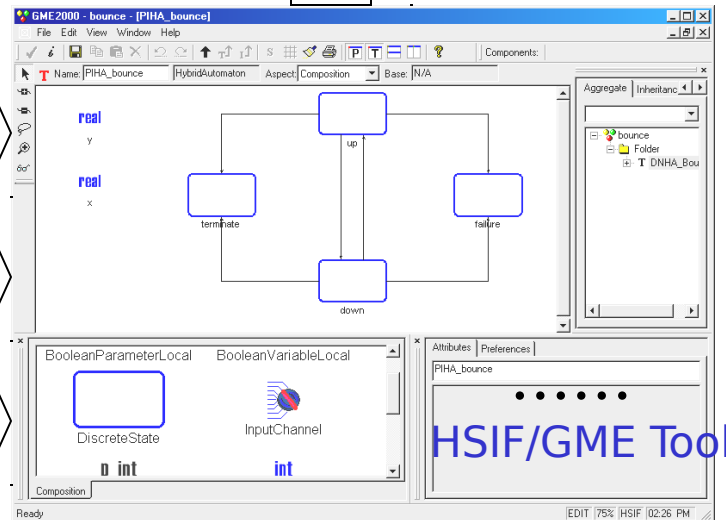 GME2000 - bounce - [PIHA_bounce]
File Edit View Window Help
Components:
Name: PIHA_bounce HybridAutomaton Aspect: Composition Base: N/A
Aggregate Inheritanc
real
y
real
x
up
terminate
failure
down
bounce
Folder
T DNHA_Bou
BooleanParameterLocal BooleanVariableLocal
DiscreteState
InputChannel
p int
int
Composition
Attributes Preferences
PIHA_bounce
HSIF/GME Tool
Ready
EDIT 75% HSIF 02:26 PM